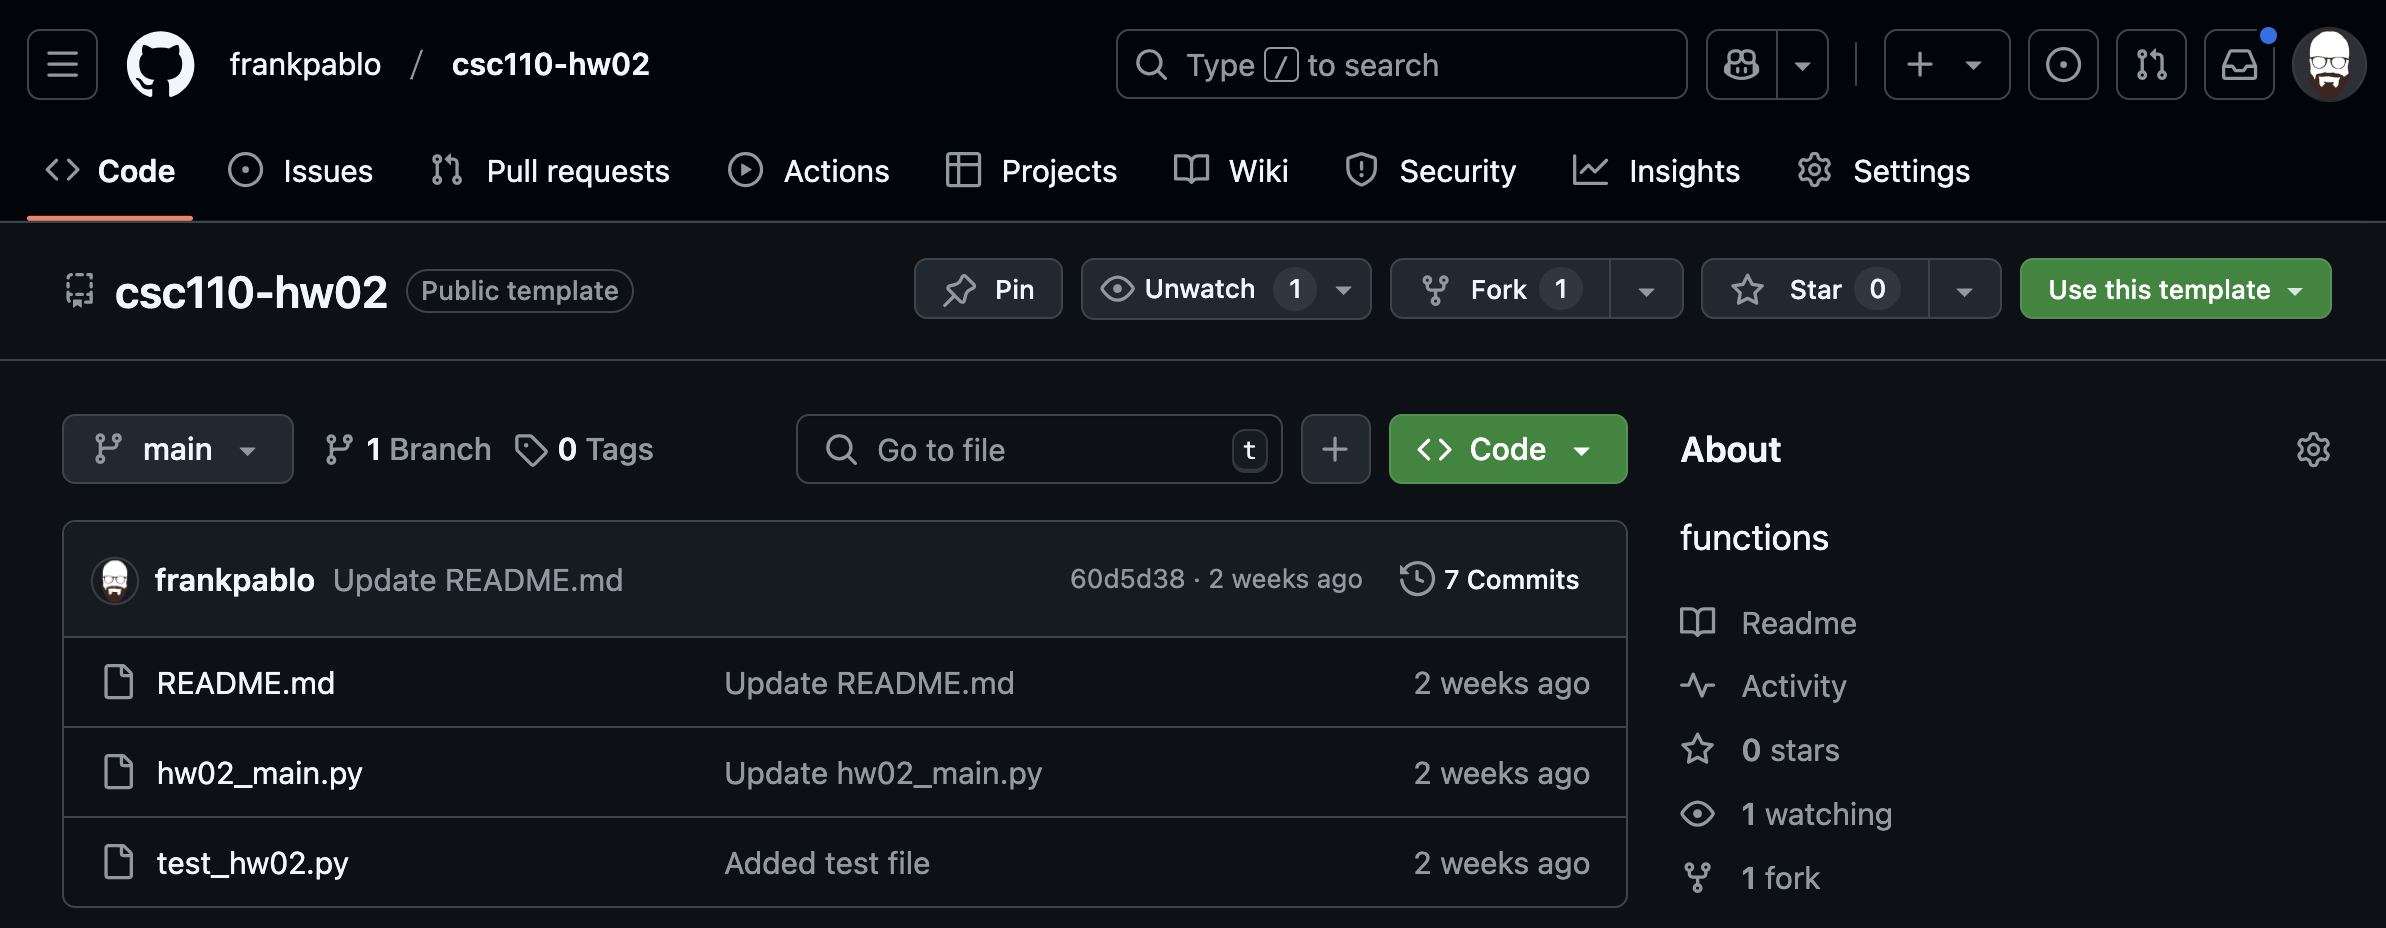 frankpablo / csc110-hw02 Type / to search
Code Issues Pull requests Actions Projects Wiki Security Insights Settings
csc110-hw02 Public template Pin Unwatch 1 Fork 1 Star 0 Use this template
main 1 Branch 0 Tags Go to file t + Code
About
functions
frankpablo Update README.md 60d5d38 · 2 weeks ago 7 Commits
README.md Update README.md 2 weeks ago
hw02_main.py Update hw02_main.py 2 weeks ago
test_hw02.py Added test file 2 weeks ago
Readme
Activity
0 stars
1 watching
1 fork